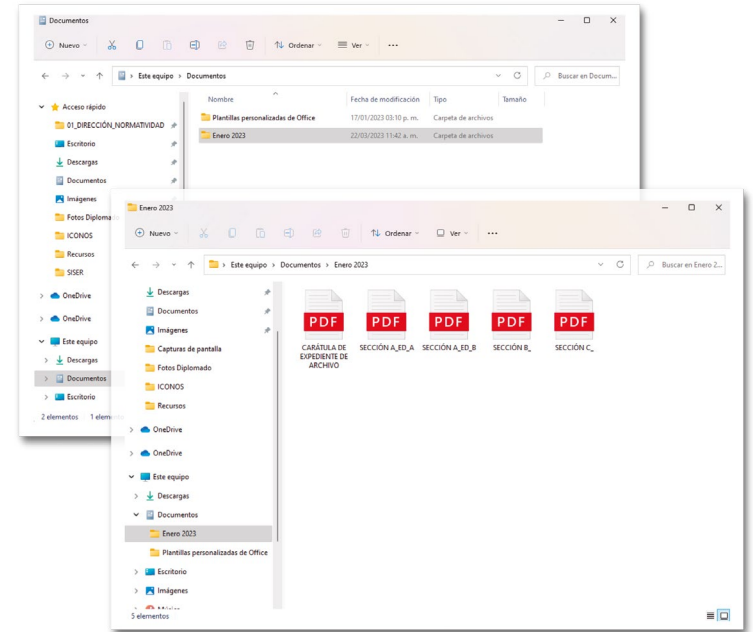 Documentos
Nuevo
Ordenar
Ver
Este equipo > Documentos
Buscar en Docum...
Nombre
Fecha de modificación
Tipo
Tamaño
Plantillas personalizadas de Office
17/01/2023 03:10 p. m.
Carpeta de archivos
Enero 2023
22/03/2023 11:42 a. m.
Carpeta de archivos
Acceso rápido
01_DIRECCIÓN_NORMATIVIDAD
Escritorio
Descargas
Documentos
Imágenes
Fotos Diploma
ICONOS
Recursos
SISER
OneDrive
OneDrive
Este equipo
Descargas
Documentos
Escritorio
2 elementos
Enero 2023
Nuevo
Ordenar
Ver
Este equipo > Documentos > Enero 2023
Buscar en Enero 2...
Descargas
Documentos
Imágenes
Capturas de pantalla
Fotos Diplomado
ICONOS
Recursos
OneDrive
OneDrive
Este equipo
Descargas
Documentos
Enero 2023
Plantillas personalizadas de Office
Escritorio
Imágenes
5 elementos
PDF
CARÁTULA DE
EXPEDIENTE DE
ARCHIVO
PDF
SECCIÓN A_ED_A
PDF
SECCIÓN A_ED_B
PDF
SECCIÓN B_
PDF
SECCIÓN C_